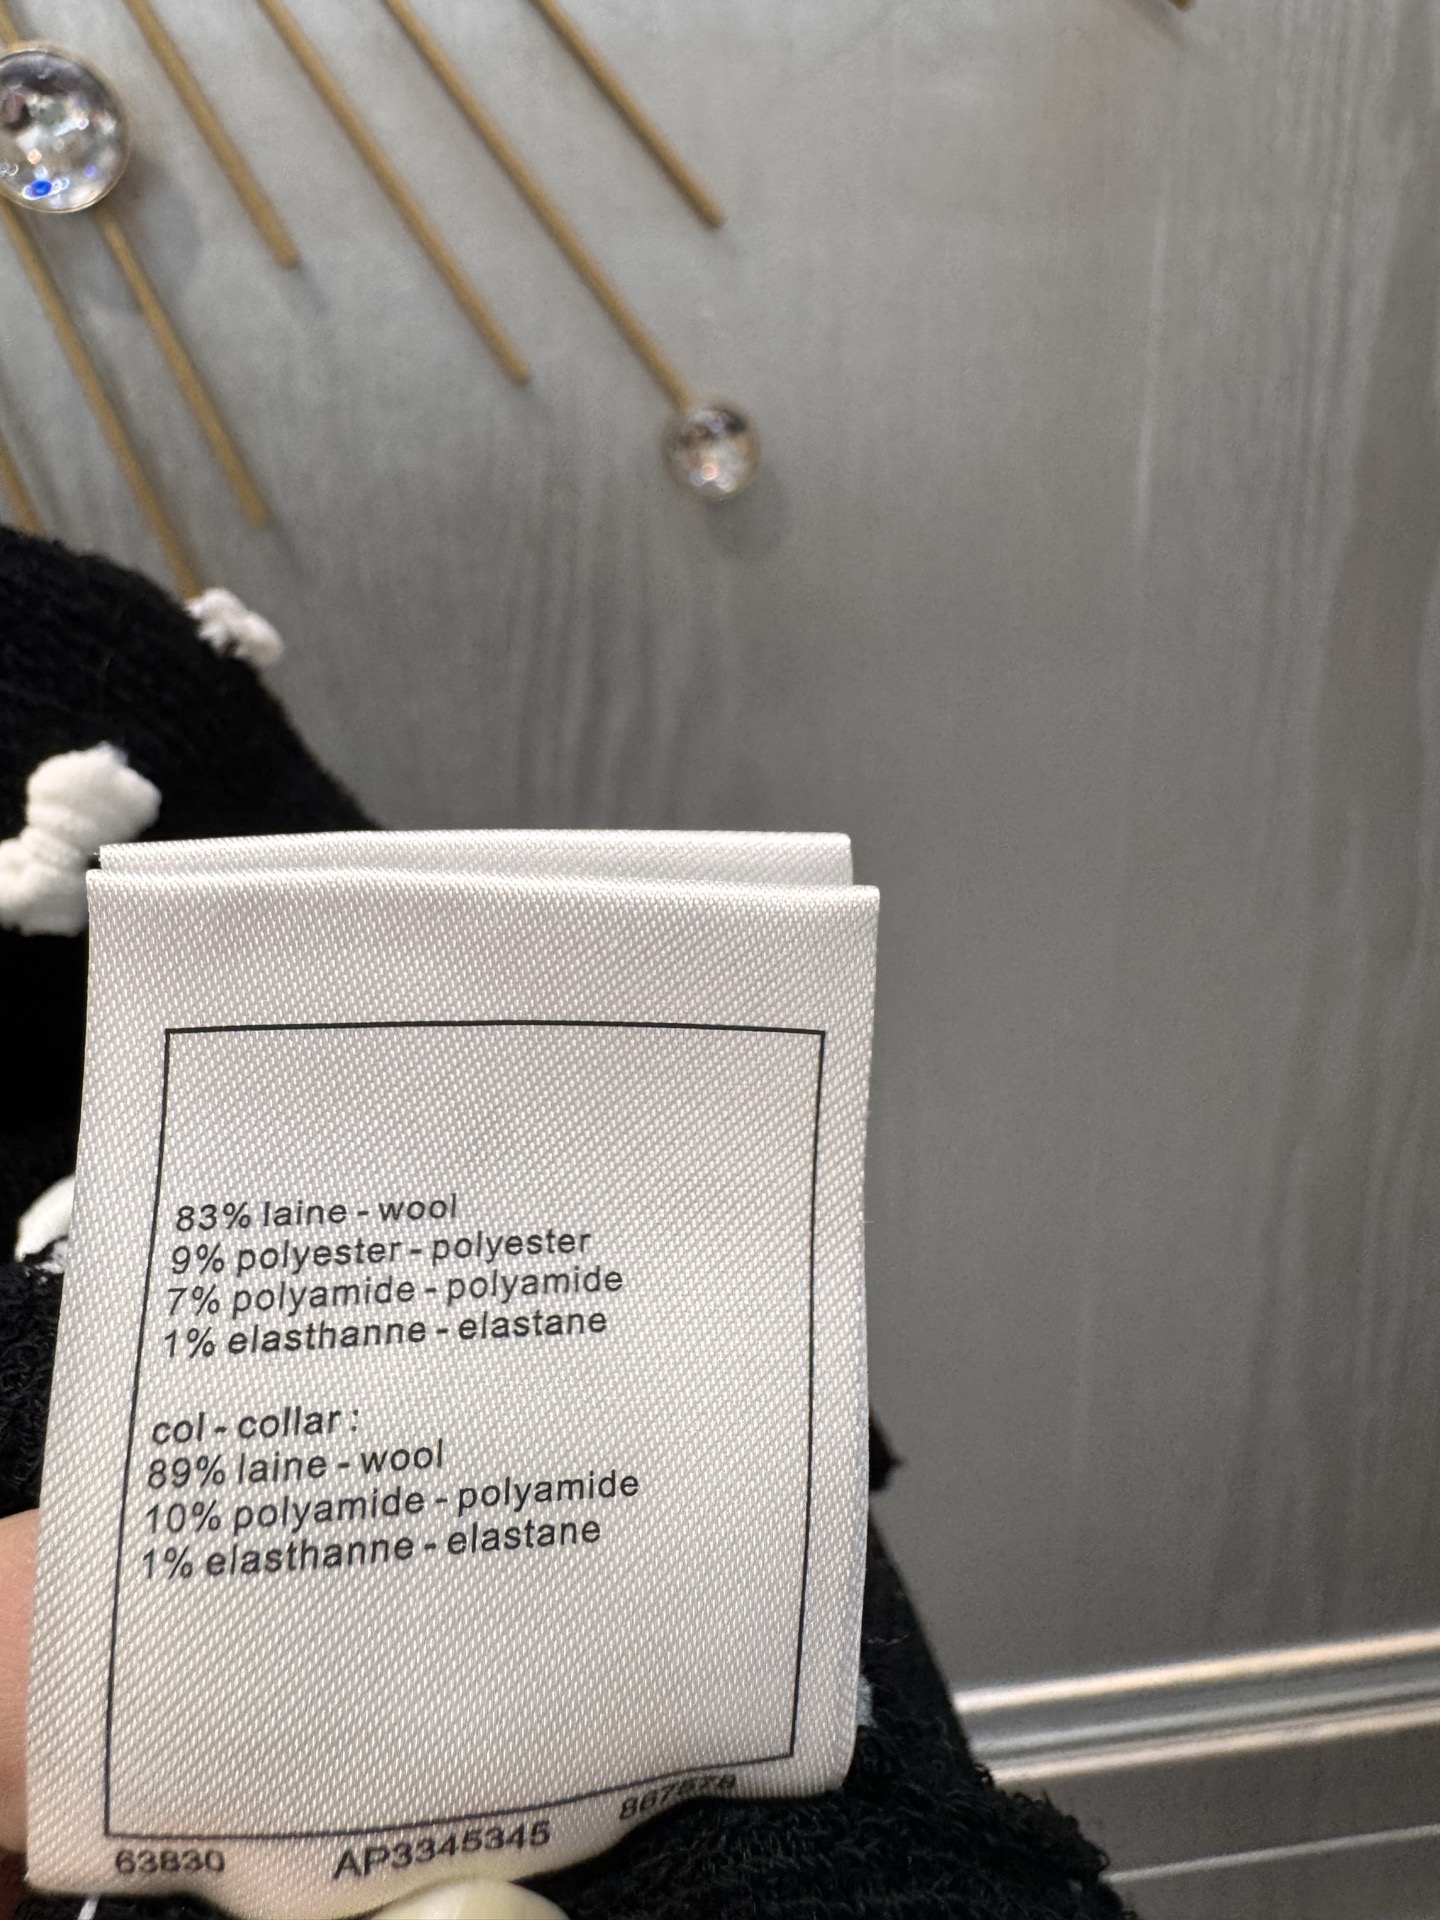 83% laine - wool
9% polyester - polyester
7% polyamide - polyamide
1% elasthanne - elastane
col - collar :
89% laine - wool
10% polyamide - polyamide
1% elasthanne - elastane
63830 AP3345345